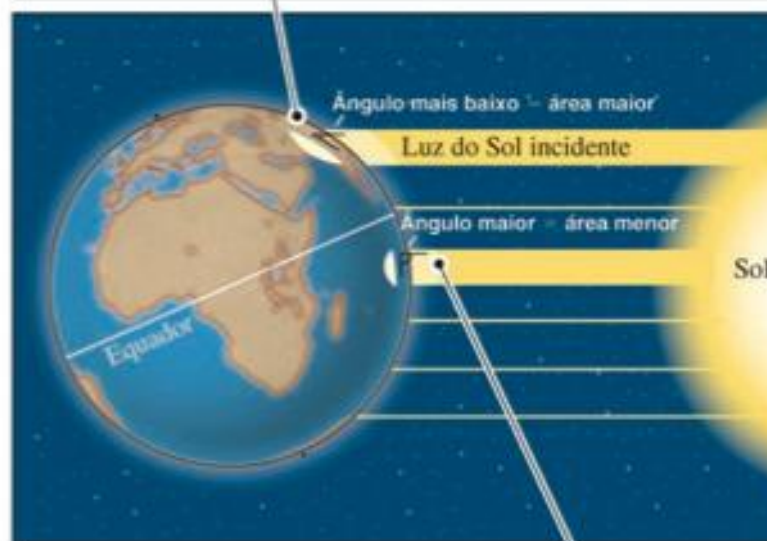 Ângulo mais baixo – área maior
Luz do Sol incidente
Ângulo maior = área menor
Sol
Equador